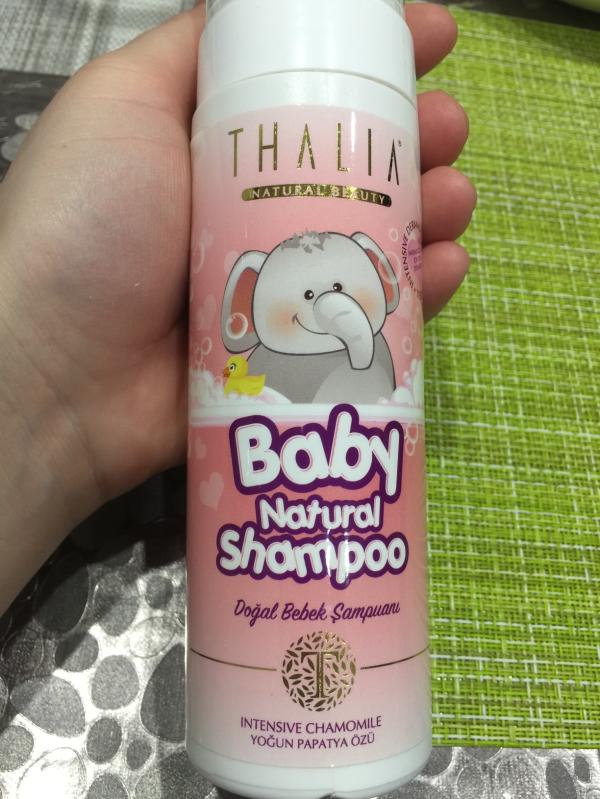 THALIA®
NATURAL BEAUTY
Baby
Natural
Shampoo
Doğal Bebek Şampuanı
T
INTENSIVE CHAMOMILE
YOĞUN PAPATYA ÖZÜ